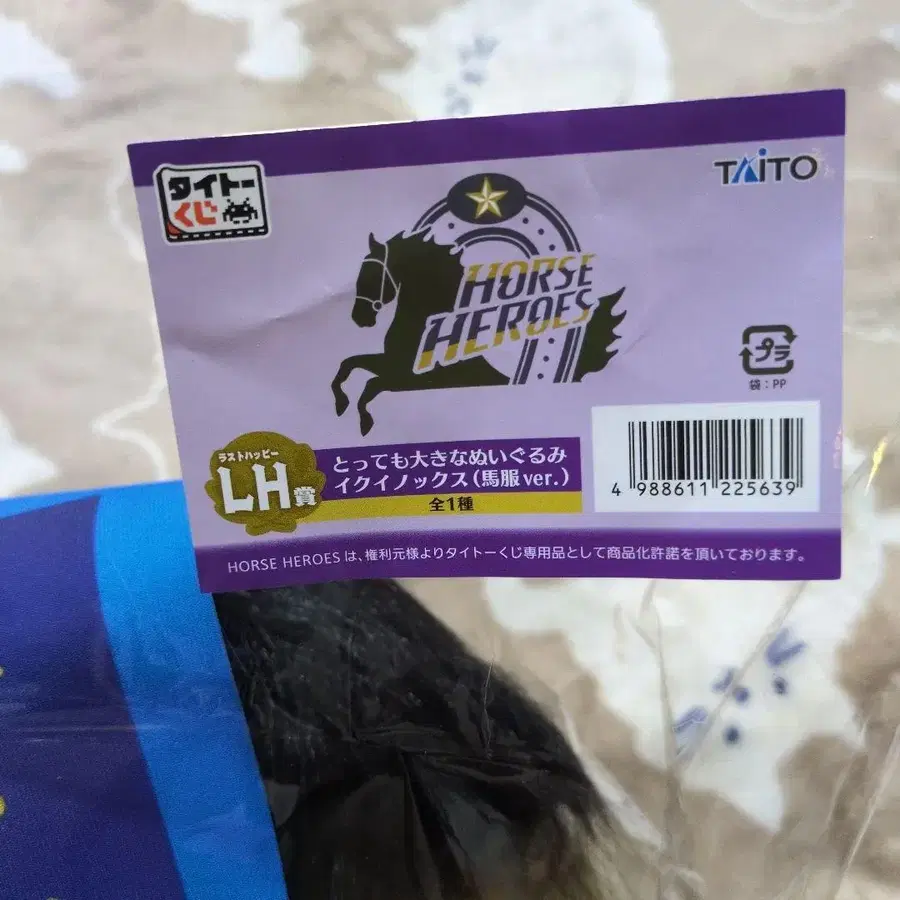 タイトー
くじ
TAITO
HORSE
HEROES
プラ
袋：PP
ラストハッピー
LH賞
とっても大きなぬいぐるみ
イクイノックス（馬服ver.）
全1種
4 988611 225639
HORSE HEROES は、権利元様よりタイトーくじ専用品として商品化許諾を頂いております。